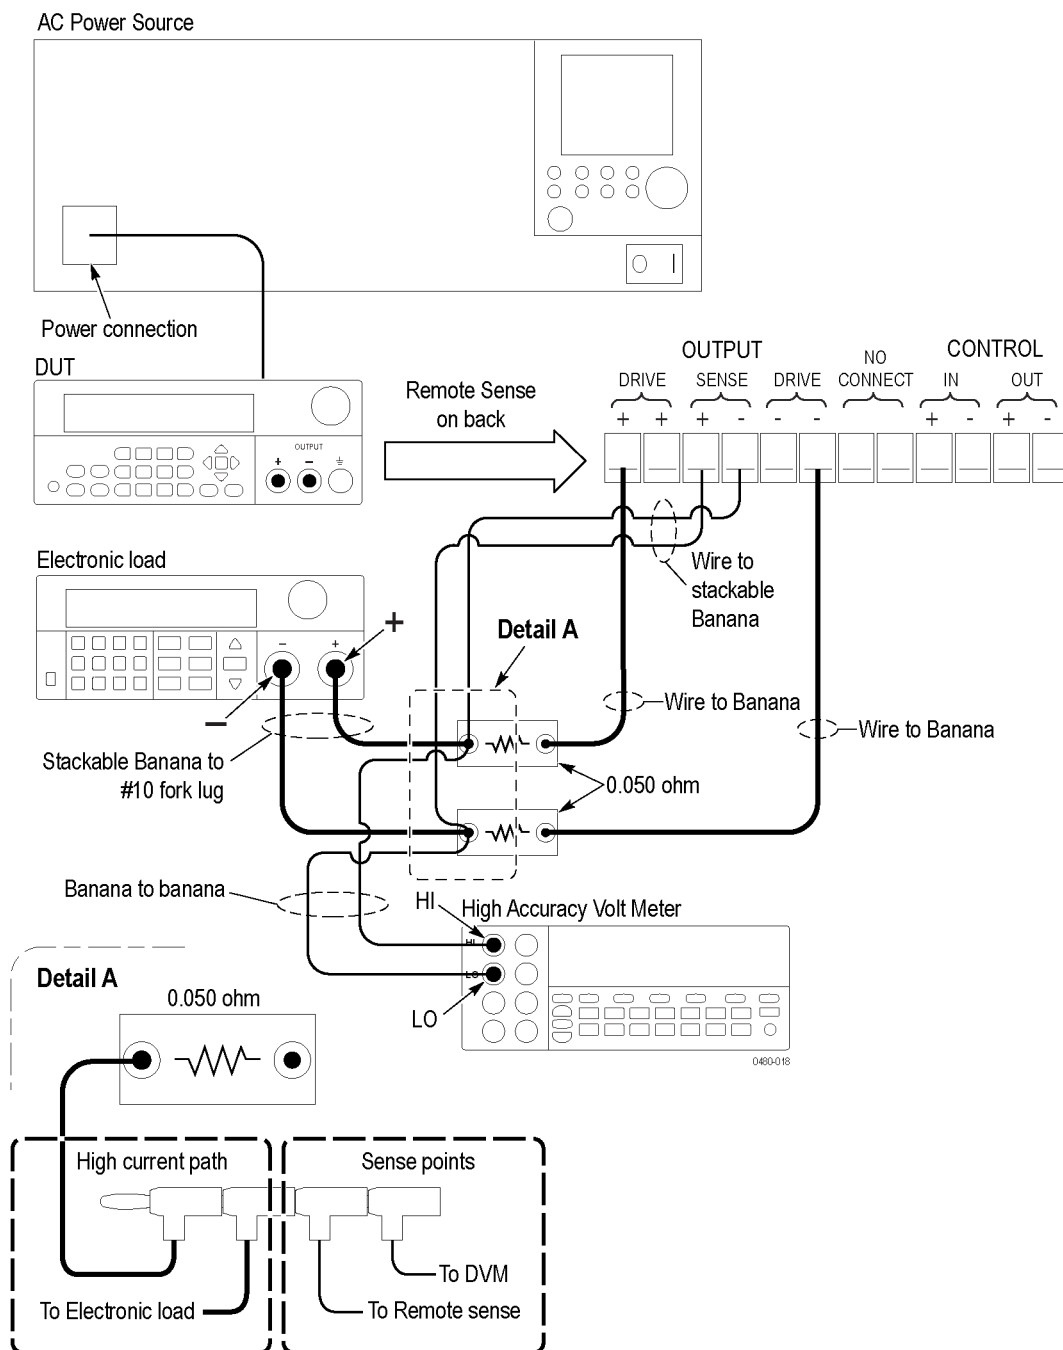 AC Power Source
Power connection
DUT
OUTPUT
+ −
Remote Sense
on back
OUTPUT
NO
CONNECT
CONTROL
DRIVE SENSE DRIVE IN OUT
+ + + - - - + - + -
Electronic load
− +
+
−
Wire to
stackable
Banana
Detail A
Wire to Banana
Wire to Banana
Stackable Banana to
#10 fork lug
0.050 ohm
Banana to banana
HI
High Accuracy Volt Meter
HI
LO
LO
0480-018
Detail A
0.050 ohm
High current path
Sense points
To DVM
To Electronic load
To Remote sense